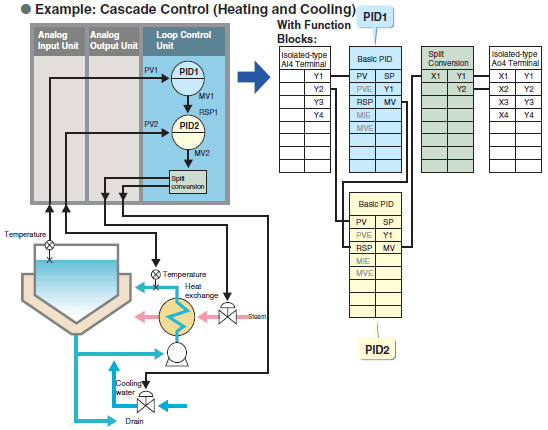 ● Example: Cascade Control (Heating and Cooling)
PID1
With Function
Blocks:
Analog
Input Unit
Analog
Output Unit
Loop Control
Unit
PV1
PID1
MV1
RSP1
PV2
PID2
MV2
Split
conversion
Temperature
Temperature
Heat
exchange
Steam
Cooling
water
Drain
Isolated-type
AI4 Terminal
Y1
Y2
Y3
Y4
Basic PID
PV SP
PVE Y1
RSP MV
MIE
MVE
Split
Conversion
X1 Y1
Y2
Isolated-type
Ao4 Terminal
X1 Y1
X2 Y2
X3 Y3
X4 Y4
Basic PID
PV SP
PVE Y1
RSP MV
MIE
MVE
PID2